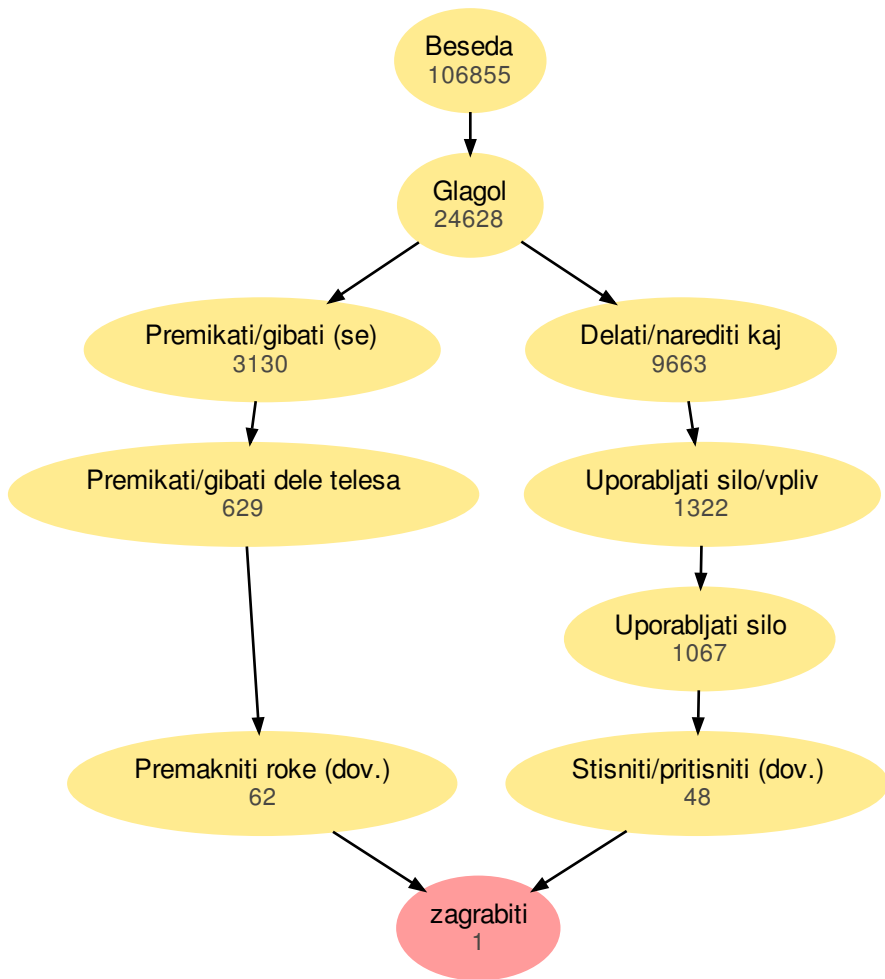 Beseda
106855
Glagol
24628
Premikati/gibati (se)
3130
Delati/narediti kaj
9663
Premikati/gibati dele telesa
629
Uporabljati silo/vpliv
1322
Uporabljati silo
1067
Premakniti roke (dov.)
62
Stisniti/pritisniti (dov.)
48
zagrabiti
1